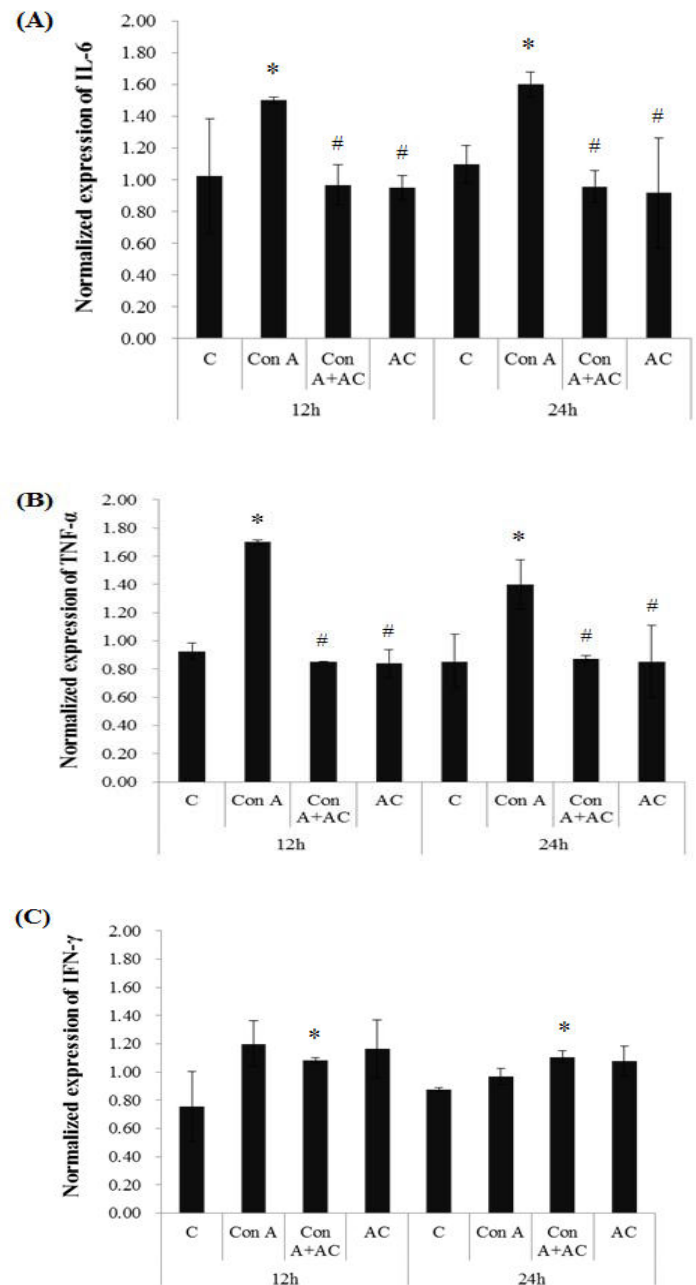 (A)
Normalized expression of IL-6
2.00
1.80
1.60
1.40
1.20
1.00
0.80
0.60
0.40
0.20
0.00
* # # * # #
C Con A Con A+AC AC C Con A Con A+AC AC
12h 24h
(B)
Normalized expression of TNF-α
2.00
1.80
1.60
1.40
1.20
1.00
0.80
0.60
0.40
0.20
0.00
* # # * # #
C Con A Con A+AC AC C Con A Con A+AC AC
12h 24h
(C)
Normalized expression of IFN-γ
2.00
1.80
1.60
1.40
1.20
1.00
0.80
0.60
0.40
0.20
0.00
* *
C Con A Con A+AC AC C Con A Con A+AC AC
12h 24h